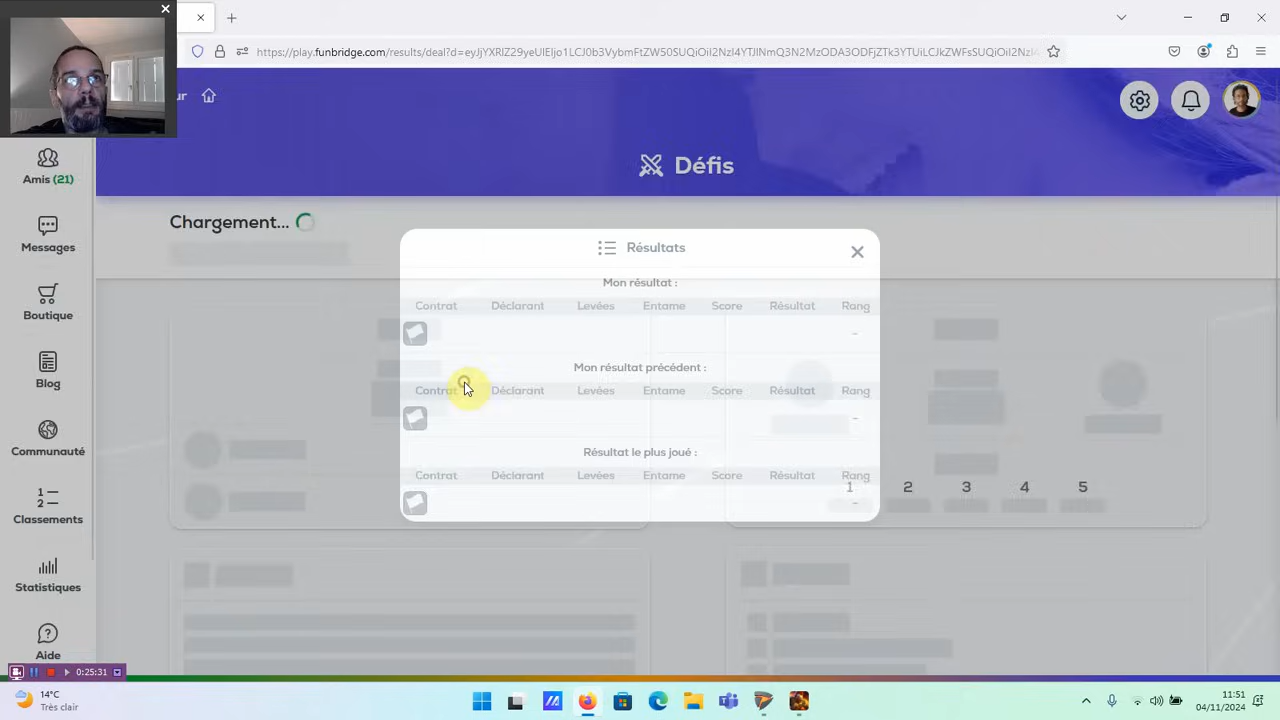 https://play.funbridge.com/results/deal?d=
ur
Défis
Amis (21)
Messages
Boutique
Blog
Communauté
Classements
Statistiques
Aide
Chargement...
Résultats
Mon résultat :
Contrat Déclarant Levées Entame Score Résultat Rang
-
Mon résultat précédent :
Contrat Déclarant Levées Entame Score Résultat Rang
-
Résultat le plus joué :
Contrat Déclarant Levées Entame Score Résultat Rang
-
1 2 3 4 5
0:25:31
14°C
Très clair
11:51
04/11/2024